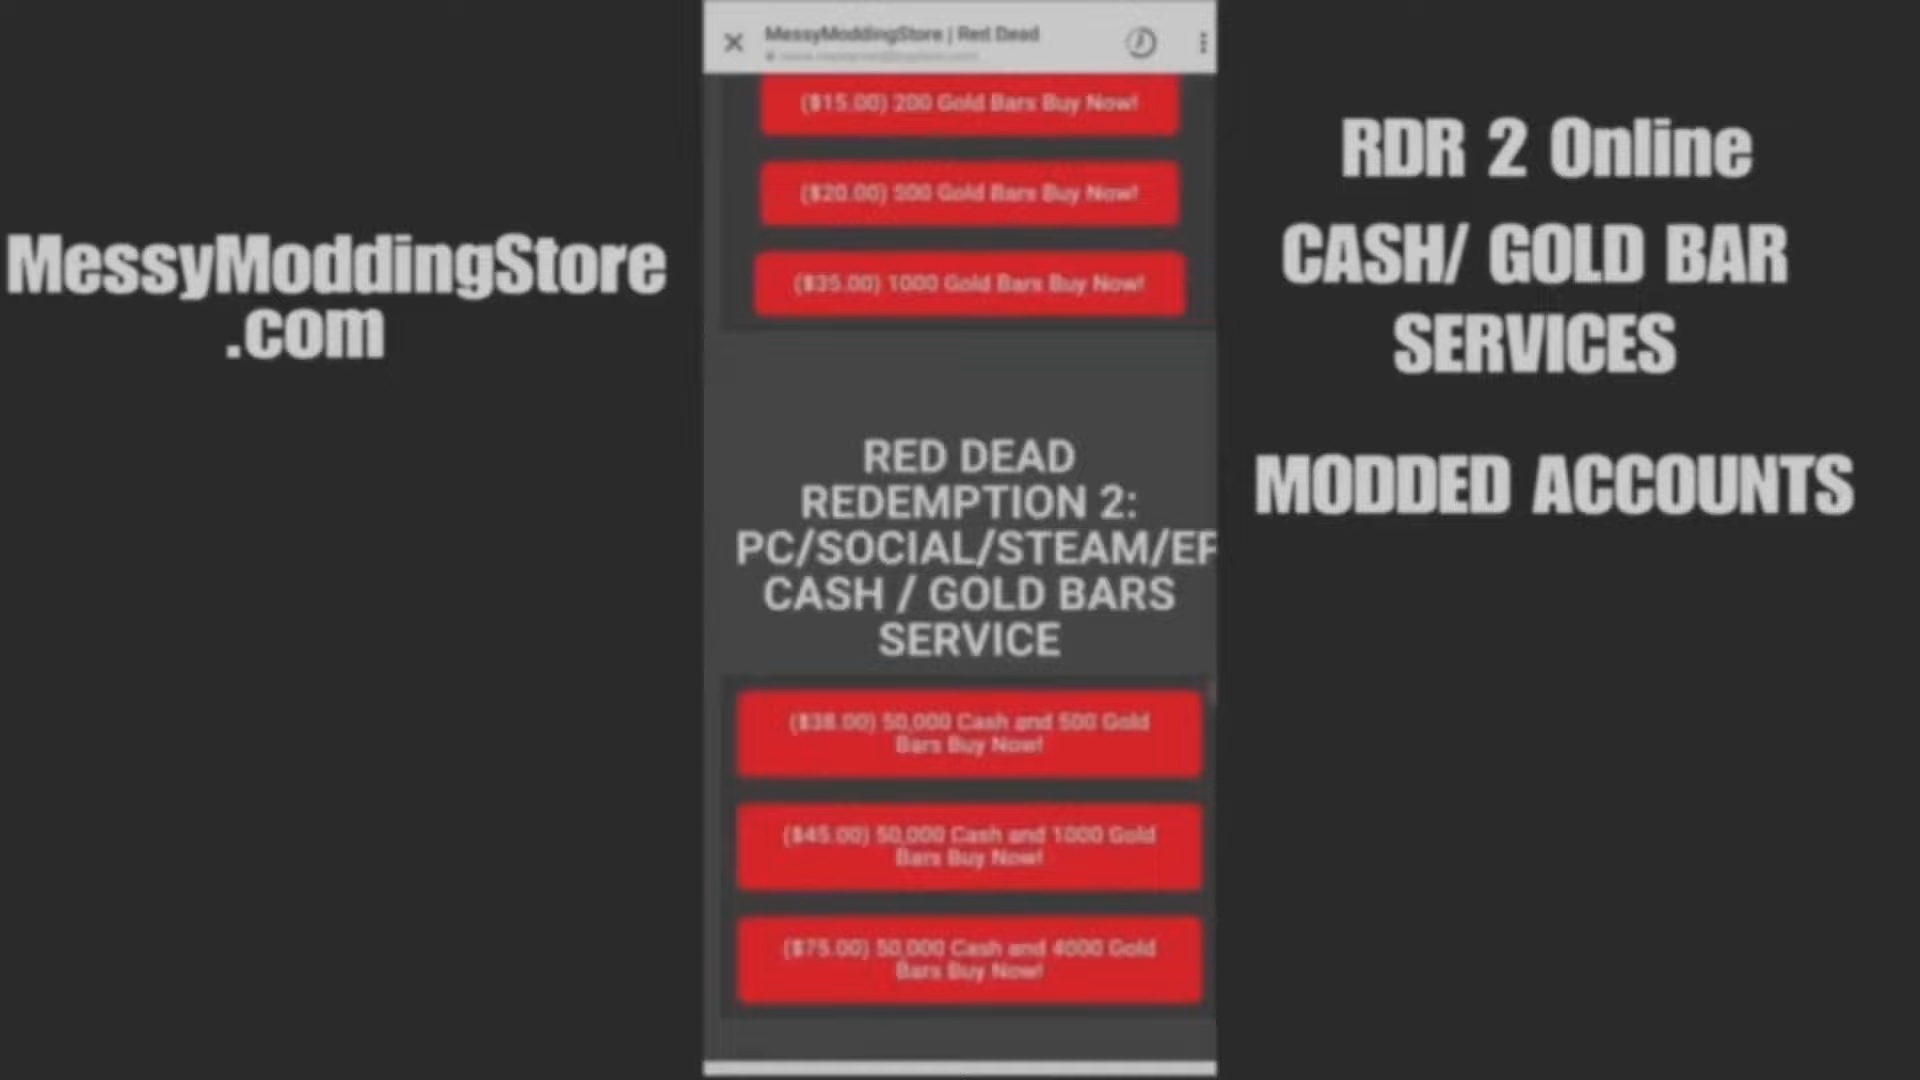 MessyModdingStore
.com
MessyModdingStore | Red Dead
($15.00) 200 Gold Bars Buy Now!
($20.00) 500 Gold Bars Buy Now!
($35.00) 1000 Gold Bars Buy Now!
RED DEAD
REDEMPTION 2:
PC/SOCIAL/STEAM/EP
CASH / GOLD BARS
SERVICE
($38.00) 50,000 Cash and 500 Gold
Bars Buy Now!
($45.00) 50,000 Cash and 1000 Gold
Bars Buy Now!
($75.00) 50,000 Cash and 4000 Gold
Bars Buy Now!
RDR 2 Online
CASH/ GOLD BAR
SERVICES
MODDED ACCOUNTS